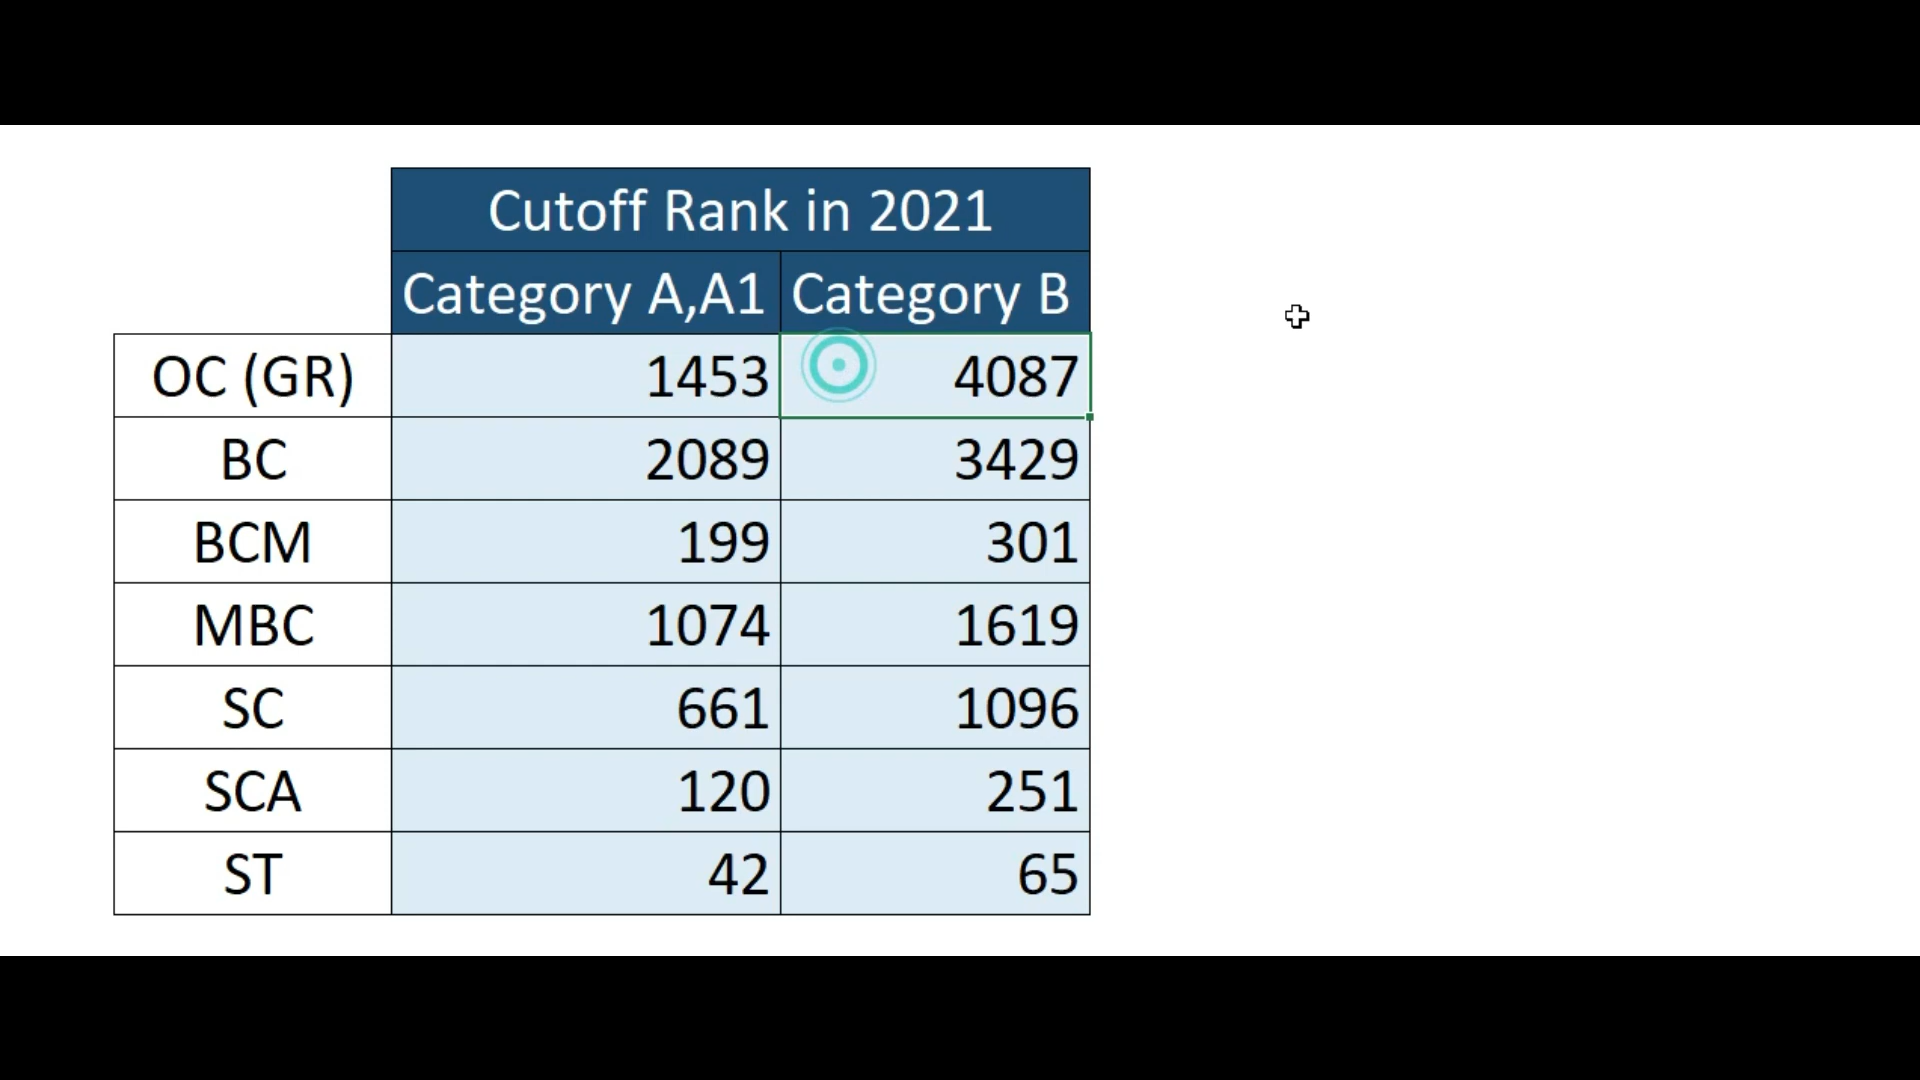 Cutoff Rank in 2021
Category A,A1 Category B
OC (GR) 1453 4087
BC 2089 3429
BCM 199 301
MBC 1074 1619
SC 661 1096
SCA 120 251
ST 42 65